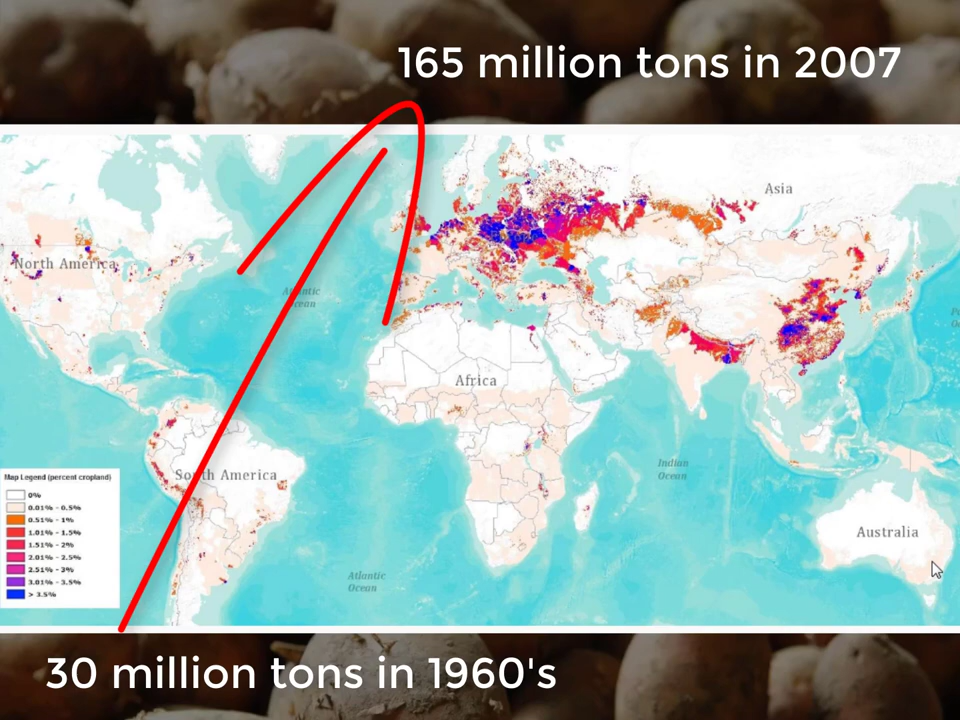 165 million tons in 2007
Asia
North America
Atlantic
Ocean
Africa
South America
Indian
Ocean
Map Legend (percent cropland)
0%
0.01% - 0.5%
0.51% - 1%
1.01% - 1.5%
1.51% - 2%
2.01% - 2.5%
2.51% - 3%
3.01% - 3.5%
> 3.5%
Australia
Atlantic
Ocean
30 million tons in 1960's